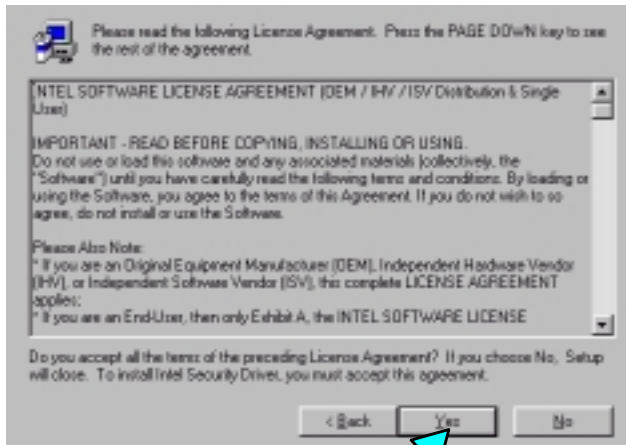 Please read the following License Agreement. Press the PAGE DOWN key to see
the rest of the agreement.
INTEL SOFTWARE LICENSE AGREEMENT (OEM / IHV / ISV Distribution & Single
User)
IMPORTANT - READ BEFORE COPYING, INSTALLING OR USING.
Do not use or load this software and any associated materials (collectively, the
"Software") until you have carefully read the following terms and conditions. By loading or
using the Software, you agree to the terms of this Agreement. If you do not wish to so
agree, do not install or use the Software.
Please Also Note:
* If you are an Original Equipment Manufacturer (OEM), Independent Hardware Vendor
(IHV), or Independent Software Vendor (ISV), this complete LICENSE AGREEMENT
applies;
* If you are an End-User, then only Exhibit A, the INTEL SOFTWARE LICENSE
Do you accept all the terms of the preceding License Agreement? If you choose No, Setup
will close. To install Intel Security Driver, you must accept this agreement.
< Back
Yes
No